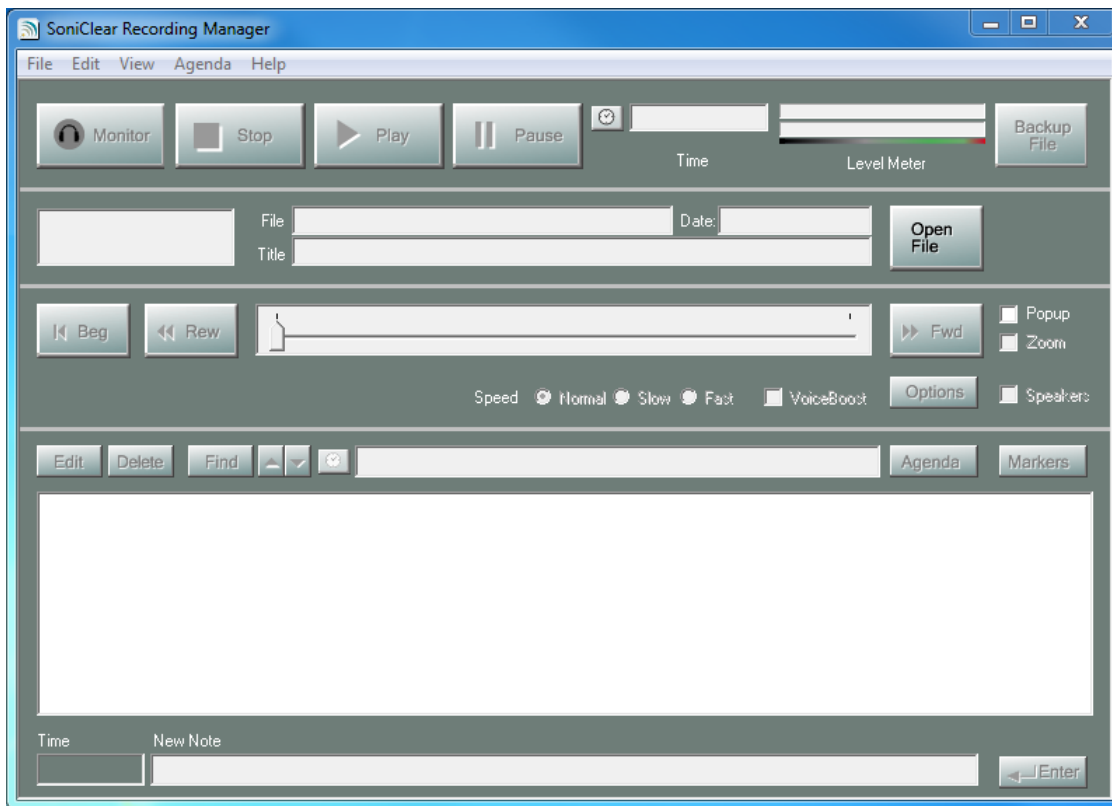 SoniClear Recording Manager
File Edit View Agenda Help
Monitor Stop Play Pause Time Level Meter Backup File
File Date: Open File
Title
Beg Rew Fwd Popup
Zoom
Speed Normal Slow Fast VoiceBoost Options Speakers
Edit Delete Find Agenda Markers
Time New Note
Enter